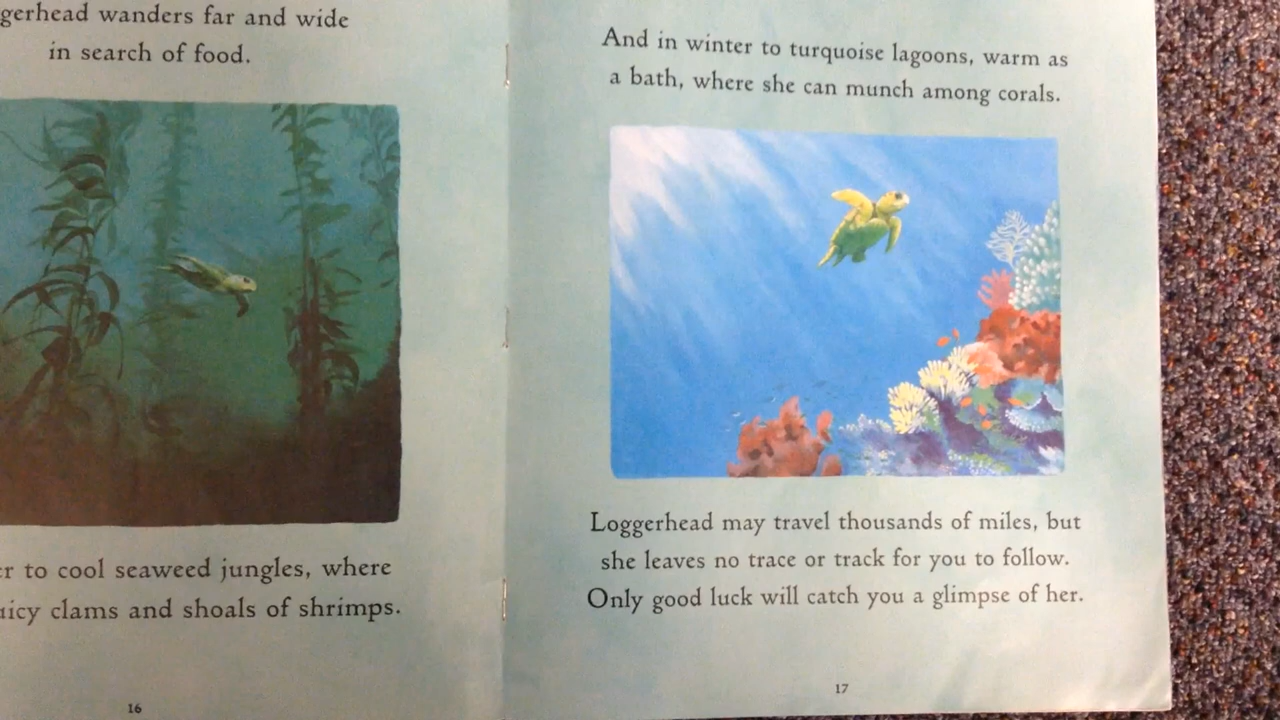 wanders far and wide
in search of food.
to cool seaweed jungles, where
clams and shoals of shrimps.
16
And in winter to turquoise lagoons, warm as
a bath, where she can munch among corals.
Loggerhead may travel thousands of miles, but
she leaves no trace or track for you to follow.
Only good luck will catch you a glimpse of her.
17